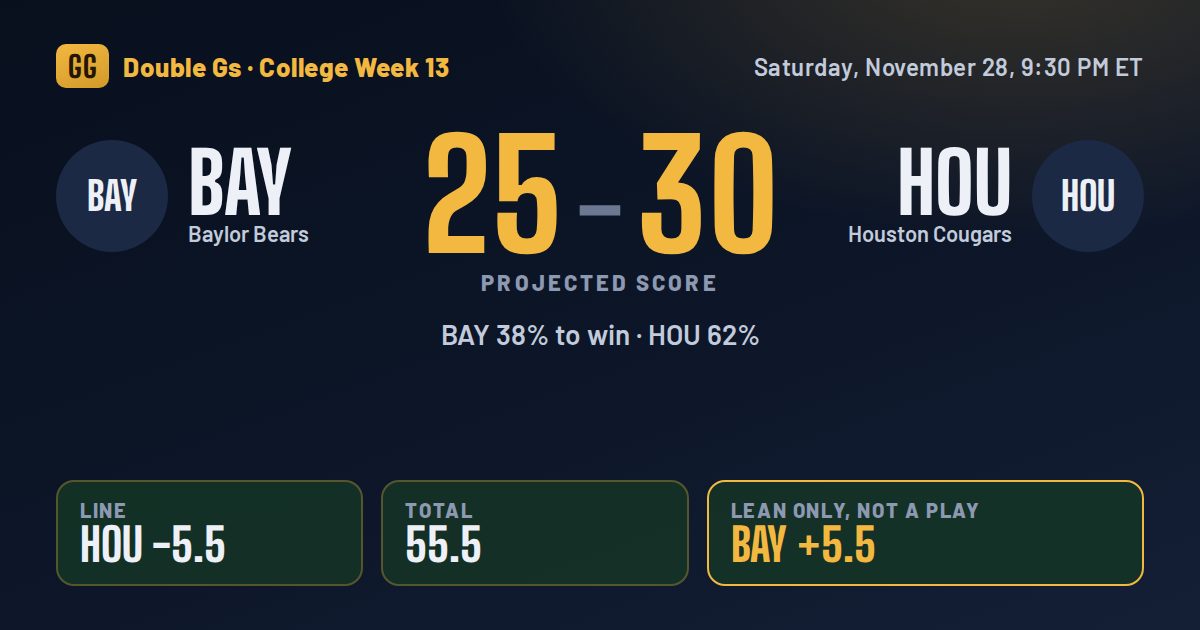 GG Double Gs · College Week 13
Saturday, November 28, 9:30 PM ET
BAY
BAY
Baylor Bears
25 – 30
PROJECTED SCORE
BAY 38% to win · HOU 62%
HOU
Houston Cougars
HOU
LINE
HOU −5.5
TOTAL
55.5
LEAN ONLY, NOT A PLAY
BAY +5.5